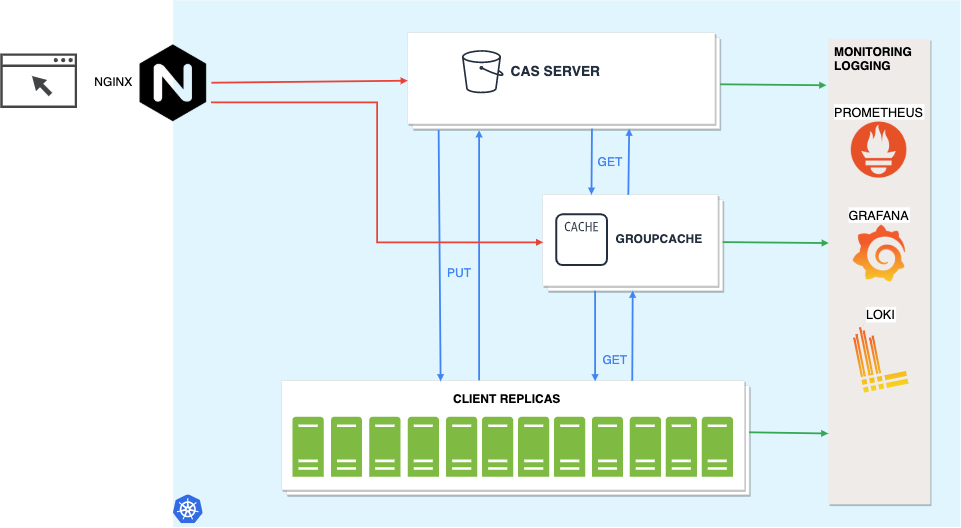 MONITORING
LOGGING
NGINX
CAS SERVER
PROMETHEUS
GET
GRAFANA
CACHE
GROUPCACHE
PUT
LOKI
GET
CLIENT REPLICAS